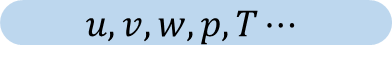 u, v, w, p, T ⋯